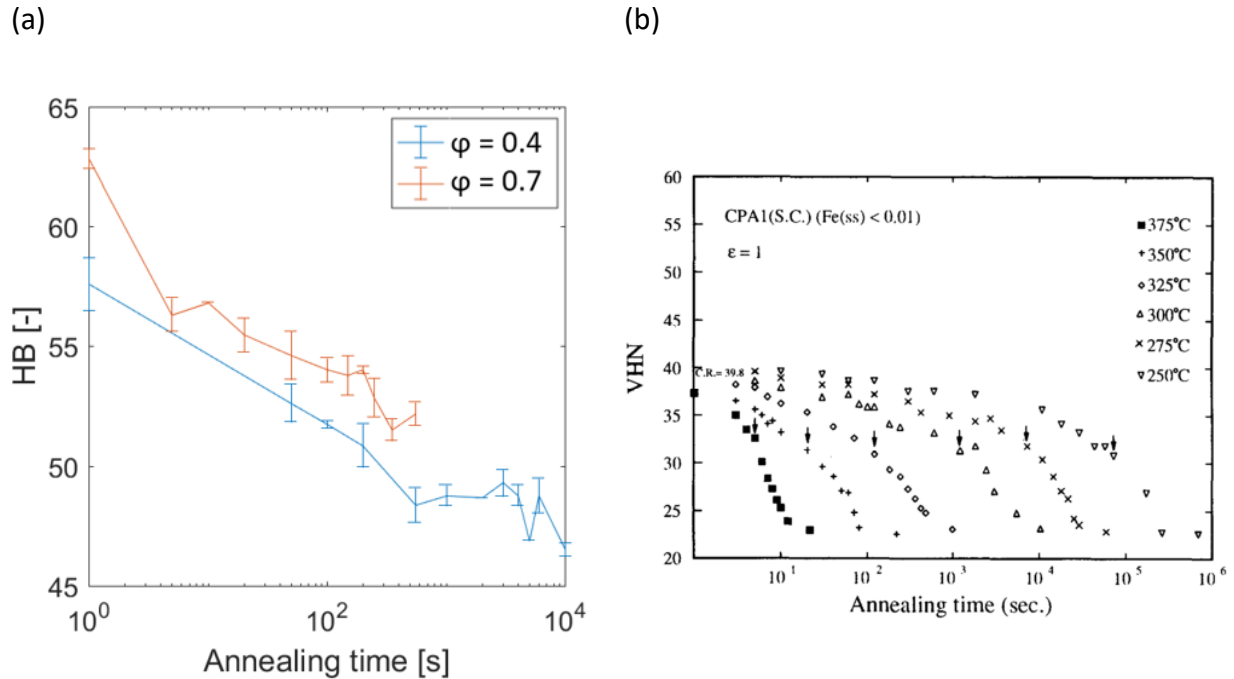 (a)
(b)
65
60
55
50
45
HB [-]
10^0
10^2
10^4
Annealing time [s]
φ = 0.4
φ = 0.7
60
55
50
45
40
35
30
25
20
VHN
CPA1(S.C.) (Fe(ss) < 0.01)
ε = 1
C.R.= 39.8
375°C
350°C
325°C
300°C
275°C
250°C
10^1
10^2
10^3
10^4
10^5
10^6
Annealing time (sec.)